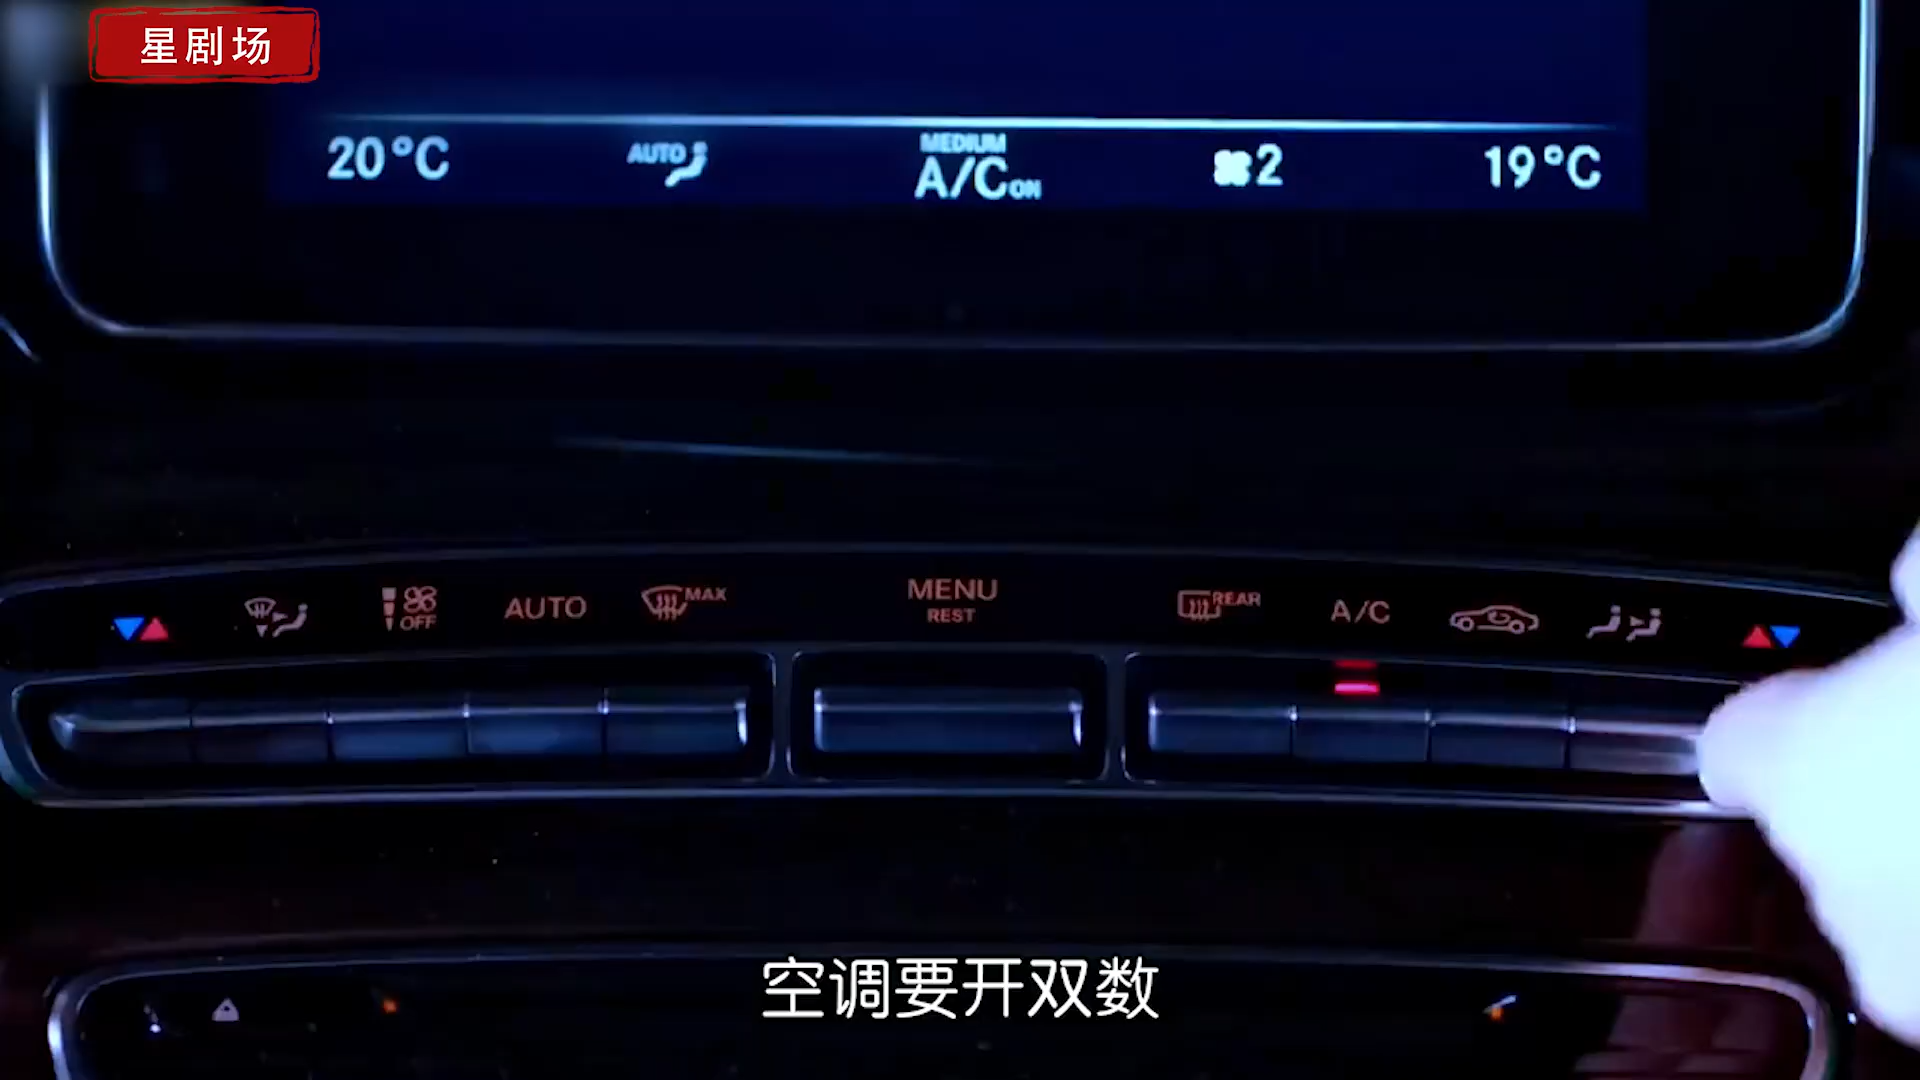 星剧场
20°C
AUTO
MEDIUM
A/C ON
2
19°C
OFF
AUTO
MAX
MENU
REST
REAR
A/C
空调要开双数